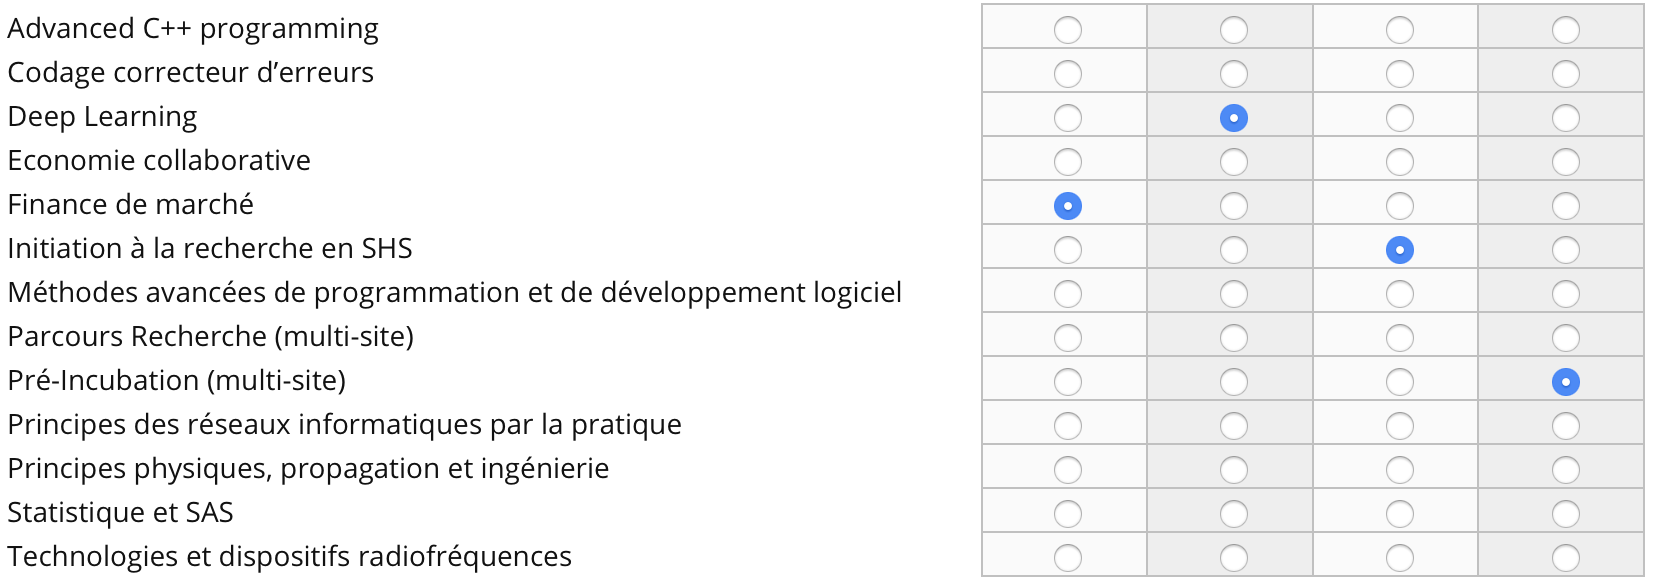 Advanced C++ programming
Codage correcteur d’erreurs
Deep Learning
Economie collaborative
Finance de marché
Initiation à la recherche en SHS
Méthodes avancées de programmation et de développement logiciel
Parcours Recherche (multi-site)
Pré-Incubation (multi-site)
Principes des réseaux informatiques par la pratique
Principes physiques, propagation et ingénierie
Statistique et SAS
Technologies et dispositifs radiofréquences